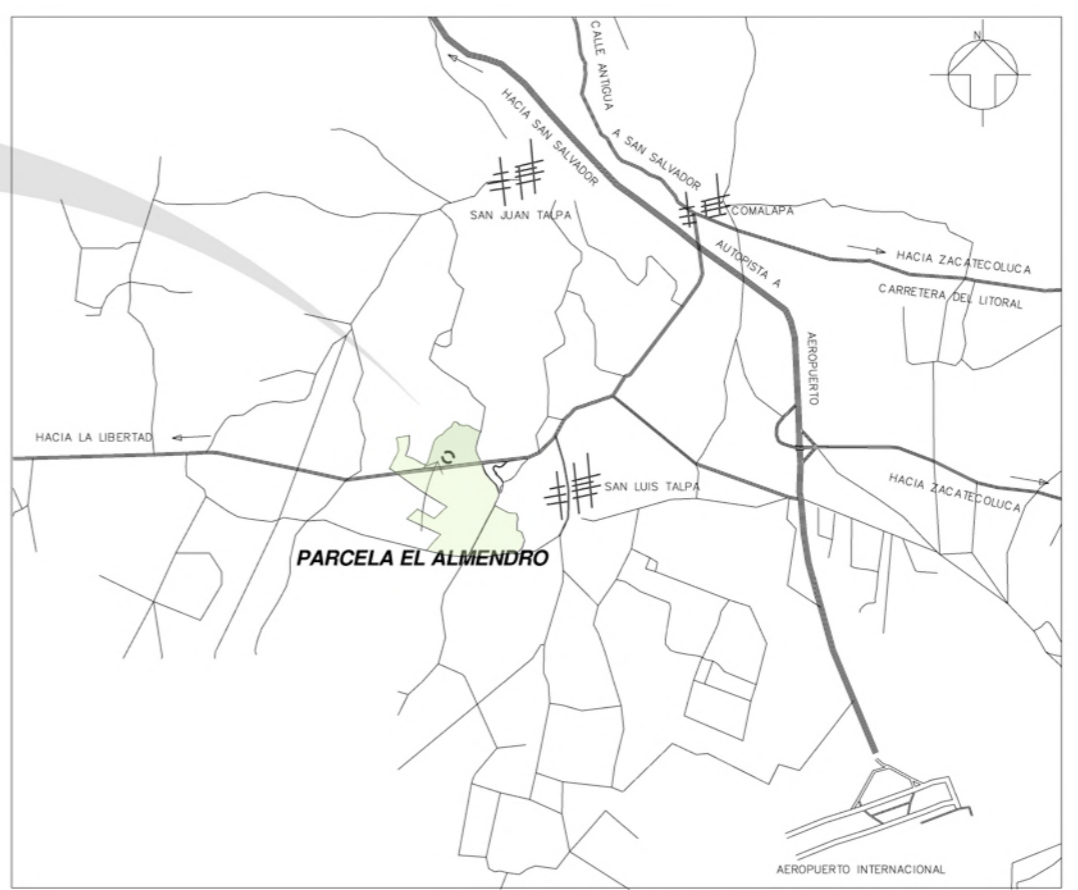 N
CALLE ANTIGUA
A SAN SALVADOR
HACIA SAN SALVADOR
SAN JUAN TALPA
COMALAPA
AUTOPISTA A
HACIA ZACATECOLUCA
CARRETERA DEL LITORAL
AEROPUERTO
HACIA LA LIBERTAD
HACIA ZACATECOLUCA
SAN LUIS TALPA
PARCELA EL ALMENDRO
AEROPUERTO INTERNACIONAL